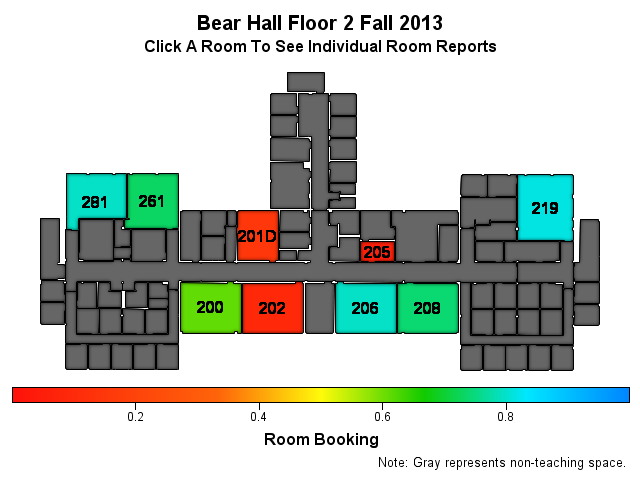 Bear Hall Floor 2 Fall 2013
Click A Room To See Individual Room Reports
281
261
219
201D
205
200
202
206
208
0.2
0.4
0.6
0.8
Room Booking
Note: Gray represents non-teaching space.